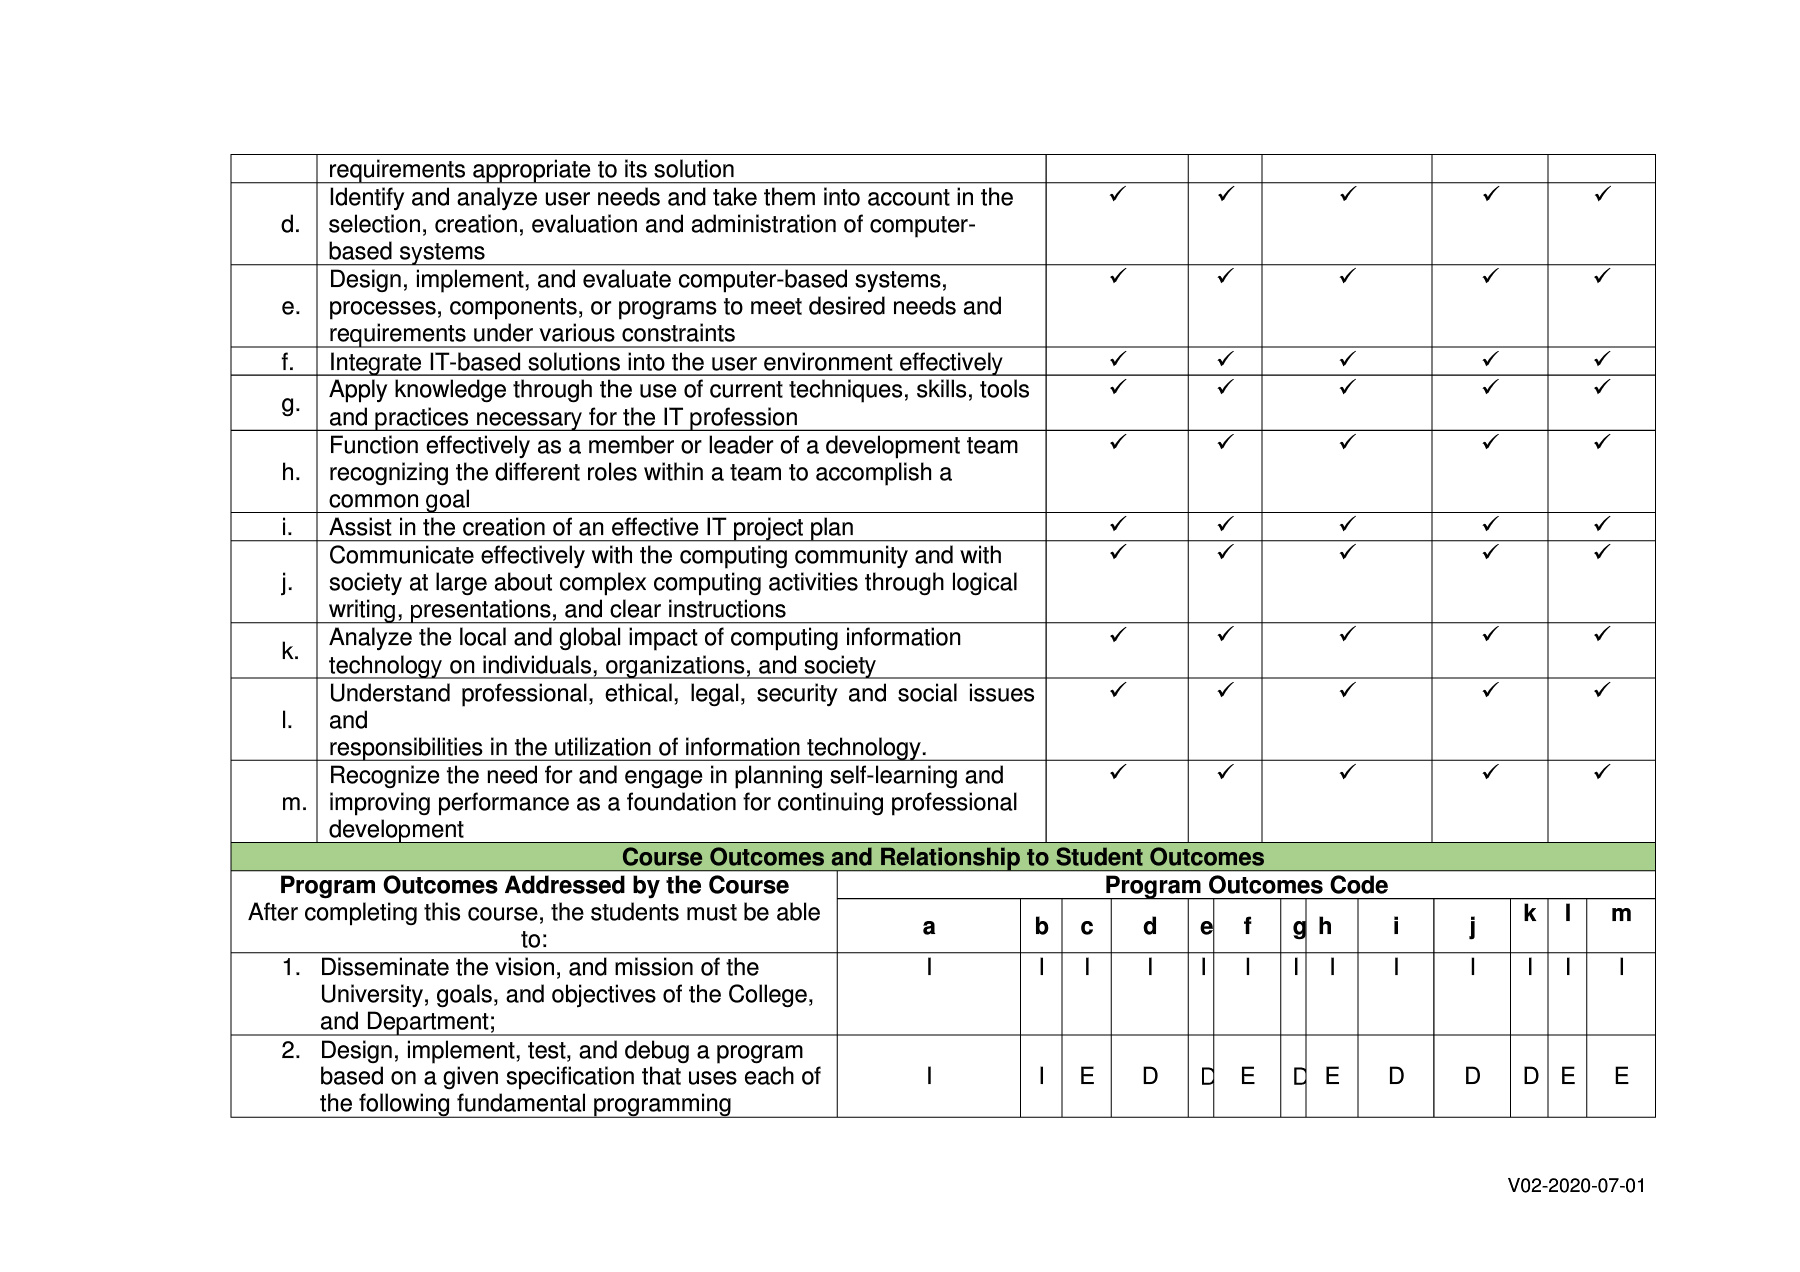 requirements appropriate to its solution
Identify and analyze user needs and take them into account in the ✓ ✓ ✓ ✓ ✓
d. selection, creation, evaluation and administration of computer-
based systems
Design, implement, and evaluate computer-based systems, ✓ ✓ ✓ ✓ ✓
e. processes, components, or programs to meet desired needs and
requirements under various constraints
f. Integrate IT-based solutions into the user environment effectively ✓ ✓ ✓ ✓ ✓
g. Apply knowledge through the use of current techniques, skills, tools ✓ ✓ ✓ ✓ ✓
and practices necessary for the IT profession
Function effectively as a member or leader of a development team ✓ ✓ ✓ ✓ ✓
h. recognizing the different roles within a team to accomplish a
common goal
i. Assist in the creation of an effective IT project plan ✓ ✓ ✓ ✓ ✓
Communicate effectively with the computing community and with ✓ ✓ ✓ ✓ ✓
j. society at large about complex computing activities through logical
writing, presentations, and clear instructions
k. Analyze the local and global impact of computing information ✓ ✓ ✓ ✓ ✓
technology on individuals, organizations, and society
Understand professional, ethical, legal, security and social issues ✓ ✓ ✓ ✓ ✓
l. and
responsibilities in the utilization of information technology.
Recognize the need for and engage in planning self-learning and ✓ ✓ ✓ ✓ ✓
m. improving performance as a foundation for continuing professional
development
Course Outcomes and Relationship to Student Outcomes
Program Outcomes Addressed by the Course Program Outcomes Code
After completing this course, the students must be able
to:
a b c d e f g h i j k l m
1. Disseminate the vision, and mission of the I I I I I I I I I I I I I
University, goals, and objectives of the College,
and Department;
2. Design, implement, test, and debug a program
based on a given specification that uses each of I I E D D E D E D D D E E
the following fundamental programming
V02-2020-07-01